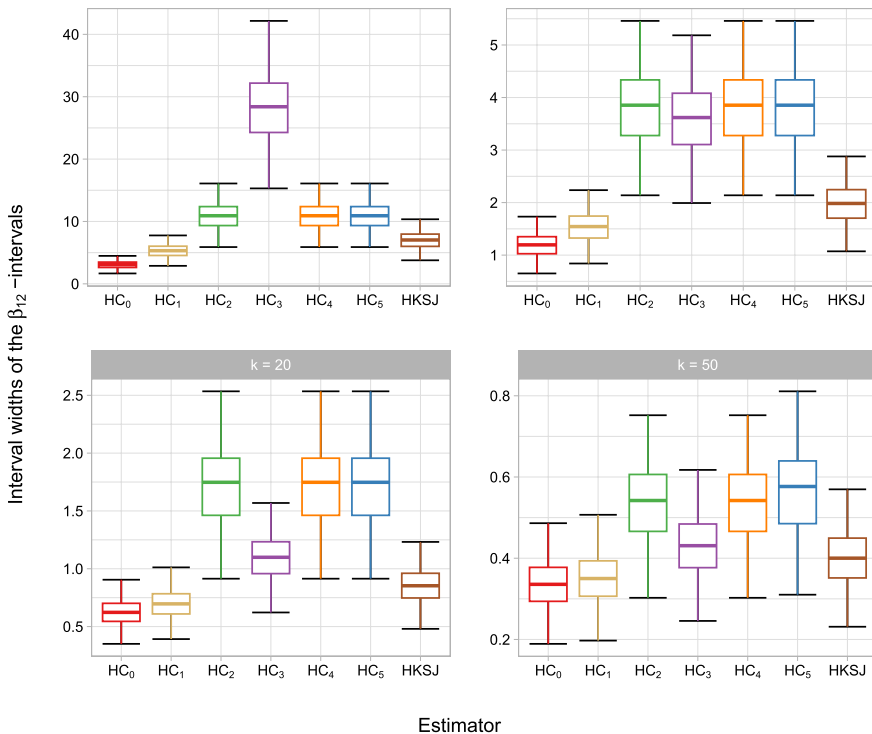 Interval widths of the β₁₂ −intervals
40
30
20
10
0
HC₀ HC₁ HC₂ HC₃ HC₄ HC₅ HKSJ
5
4
3
2
1
HC₀ HC₁ HC₂ HC₃ HC₄ HC₅ HKSJ
k = 20
2.5
2.0
1.5
1.0
0.5
HC₀ HC₁ HC₂ HC₃ HC₄ HC₅ HKSJ
k = 50
0.8
0.6
0.4
0.2
HC₀ HC₁ HC₂ HC₃ HC₄ HC₅ HKSJ
Estimator